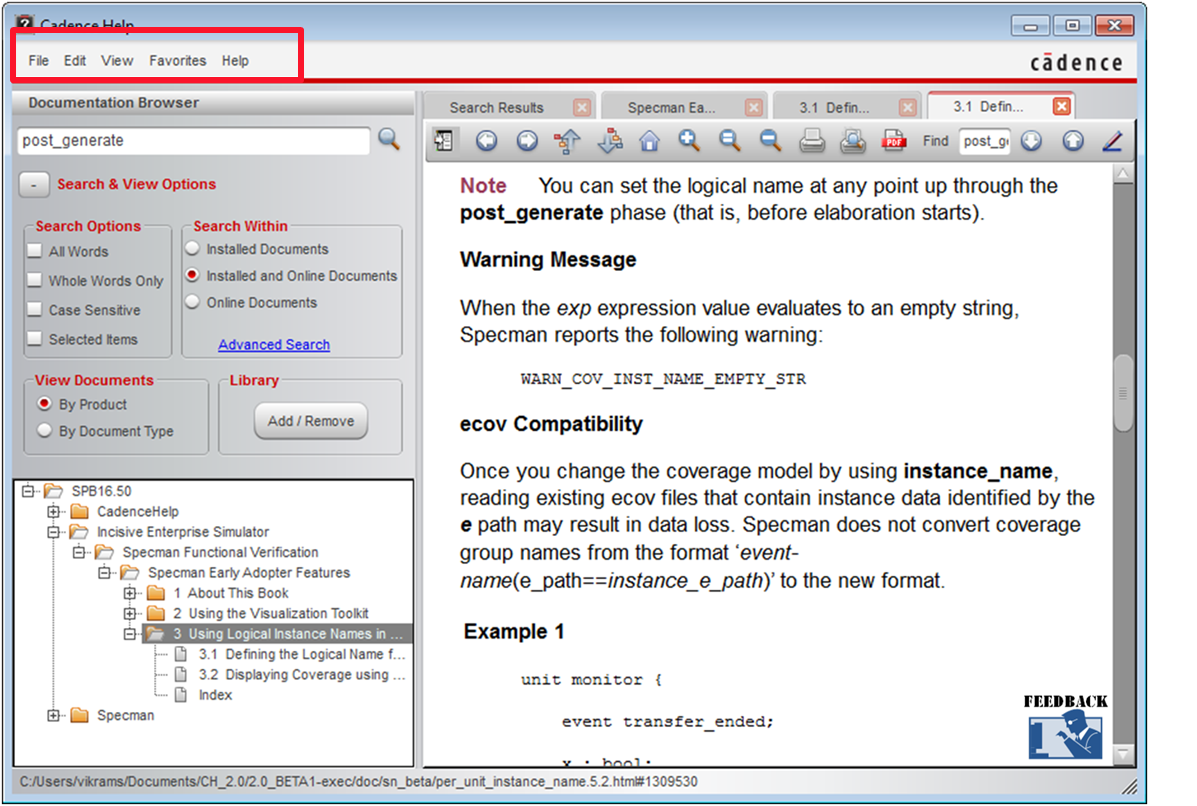 Cadence Help
File Edit View Favorites Help
cādence
Documentation Browser
Search Results
Specman Ea...
3.1 Defin...
3.1 Defin...
post_generate
PDF
Find
post_g
Search & View Options
Search Options
All Words
Whole Words Only
Case Sensitive
Selected Items
Search Within
Installed Documents
Installed and Online Documents
Online Documents
Advanced Search
View Documents
By Product
By Document Type
Library
Add / Remove
SPB16.50
CadenceHelp
Incisive Enterprise Simulator
Specman Functional Verification
Specman Early Adopter Features
1 About This Book
2 Using the Visualization Toolkit
3 Using Logical Instance Names in ...
3.1 Defining the Logical Name f...
3.2 Displaying Coverage using ...
Index
Specman
Note You can set the logical name at any point up through the
post_generate phase (that is, before elaboration starts).
Warning Message
When the exp expression value evaluates to an empty string,
Specman reports the following warning:
WARN_COV_INST_NAME_EMPTY_STR
ecov Compatibility
Once you change the coverage model by using instance_name,
reading existing ecov files that contain instance data identified by the
e path may result in data loss. Specman does not convert coverage
group names from the format ‘event-
name(e_path==instance_e_path)’ to the new format.
Example 1
unit monitor {
event transfer_ended;
x : bool;
FEEDBACK
C:/Users/vikrams/Documents/CH_2.0/2.0_BETA1-exec/doc/sn_beta/per_unit_instance_name.5.2.html#1309530